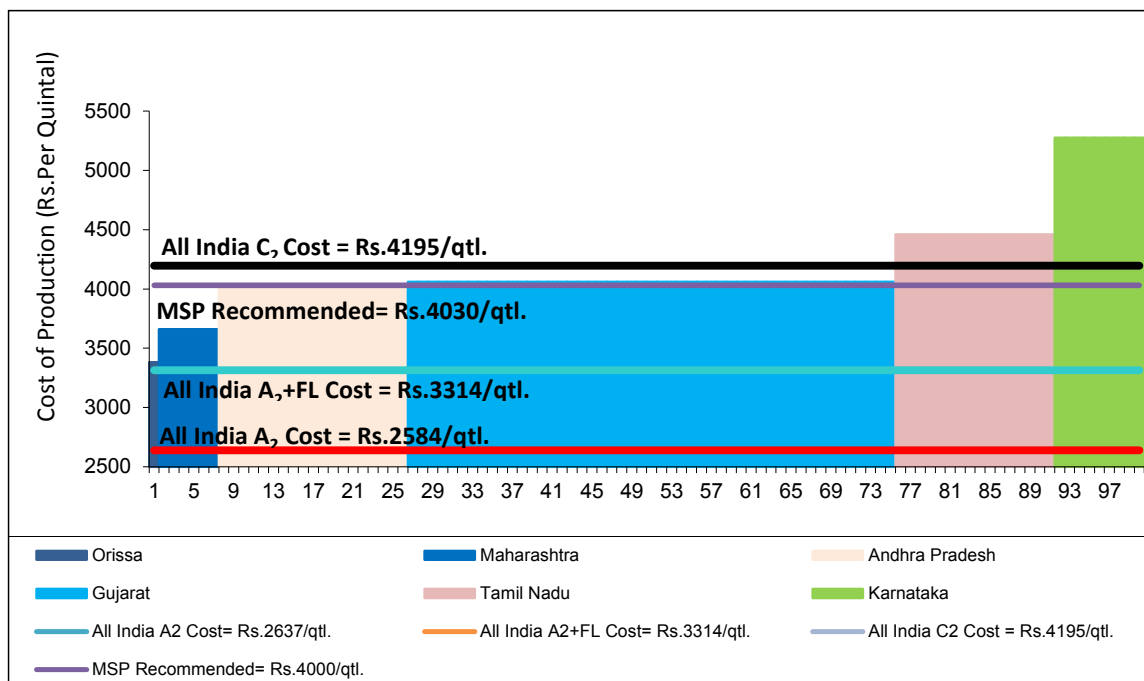 Cost of Production (Rs.Per Quintal)
5500
5000
4500
4000
3500
3000
2500
All India C2 Cost = Rs.4195/qtl.
MSP Recommended= Rs.4030/qtl.
All India A2+FL Cost = Rs.3314/qtl.
All India A2 Cost = Rs.2584/qtl.
1 5 9 13 17 21 25 29 33 37 41 45 49 53 57 61 65 69 73 77 81 85 89 93 97
Orissa Maharashtra Andhra Pradesh
Gujarat Tamil Nadu Karnataka
All India A2 Cost= Rs.2637/qtl. All India A2+FL Cost= Rs.3314/qtl. All India C2 Cost = Rs.4195/qtl.
MSP Recommended= Rs.4000/qtl.